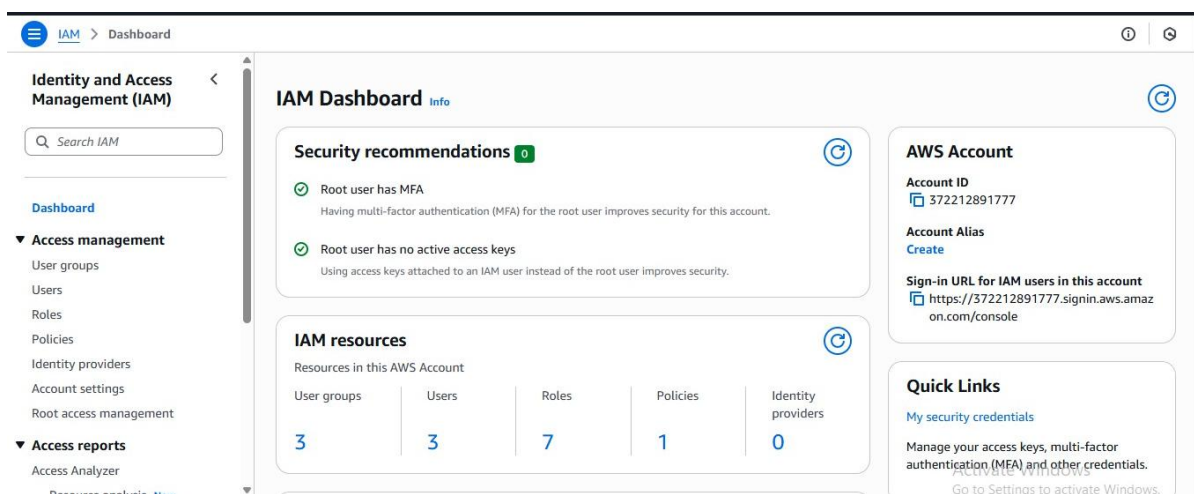 IAM > Dashboard
Identity and Access
Management (IAM)
Search IAM
Dashboard
Access management
User groups
Users
Roles
Policies
Identity providers
Account settings
Root access management
Access reports
Access Analyzer
Resource analysis New
IAM Dashboard Info
Security recommendations 0
Root user has MFA
Having multi-factor authentication (MFA) for the root user improves security for this account.
Root user has no active access keys
Using access keys attached to an IAM user instead of the root user improves security.
IAM resources
Resources in this AWS Account
User groups
Users
Roles
Policies
Identity
providers
3
3
7
1
0
AWS Account
Account ID
372212891777
Account Alias
Create
Sign-in URL for IAM users in this account
https://372212891777.signin.aws.amaz
on.com/console
Quick Links
My security credentials
Manage your access keys, multi-factor
authentication (MFA) and other credentials.
Activate Windows
Go to Settings to activate Windows.